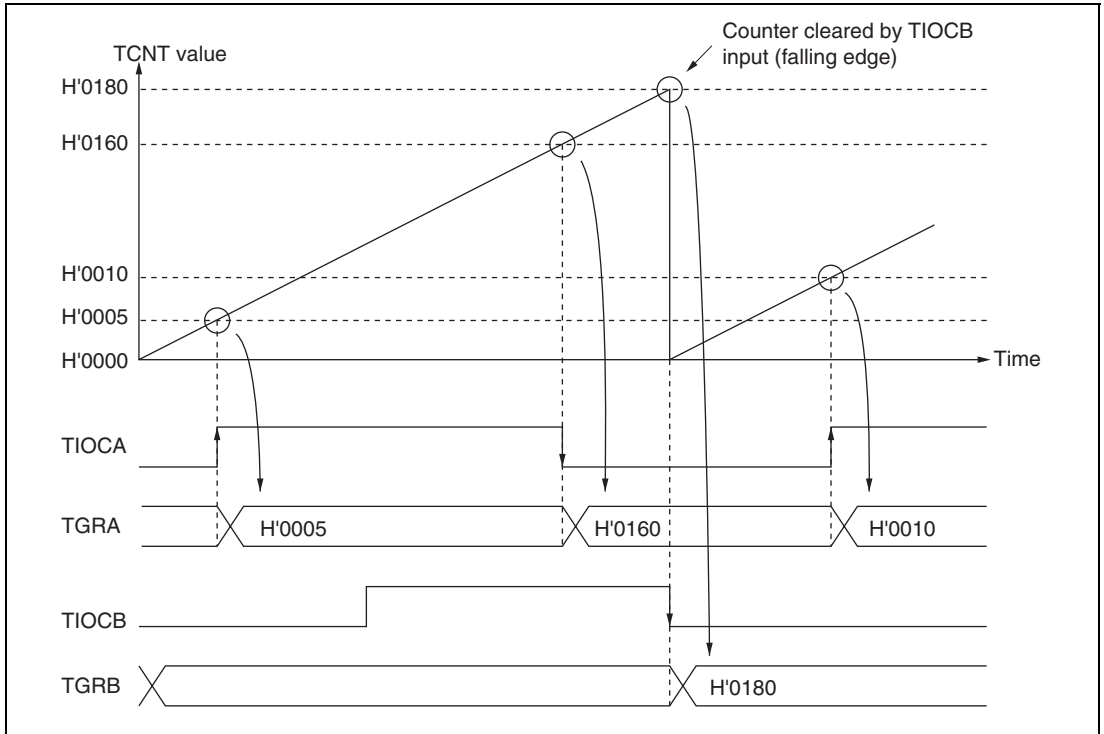 Counter cleared by TIOCB
input (falling edge)
TCNT value
H'0180
H'0160
H'0010
H'0005
H'0000
Time
TIOCA
TGRA
H'0005
H'0160
H'0010
TIOCB
TGRB
H'0180